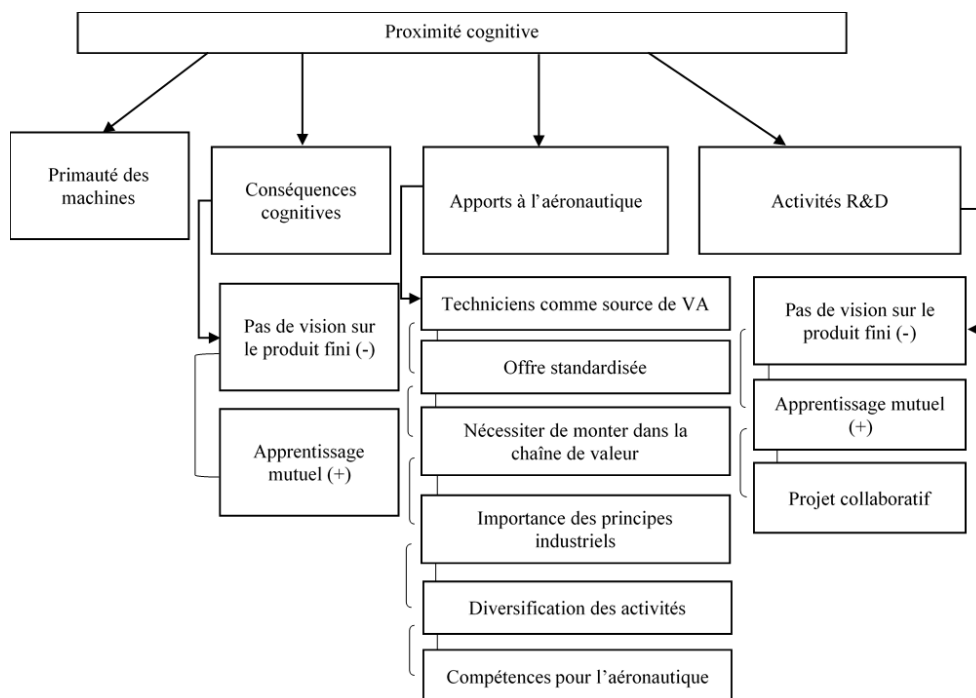 Proximité cognitive
Primauté des
machines
Conséquences
cognitives
Apports à l'aéronautique
Activités R&D
Pas de vision sur
le produit fini (-)
Apprentissage
mutuel (+)
Techniciens comme source de VA
Offre standardisée
Nécessiter de monter dans la
chaîne de valeur
Importance des principes
industriels
Diversification des activités
Compétences pour l'aéronautique
Pas de vision sur le
produit fini (-)
Apprentissage mutuel
(+)
Projet collaboratif